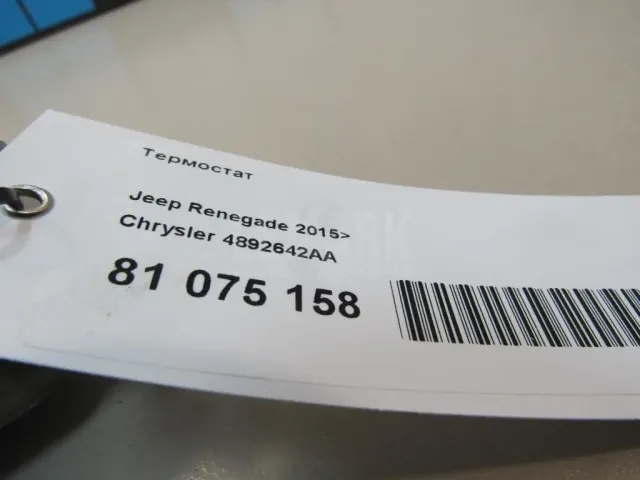 Термостат
Jeep Renegade 2015>
Chrysler 4892642AA
81 075 158